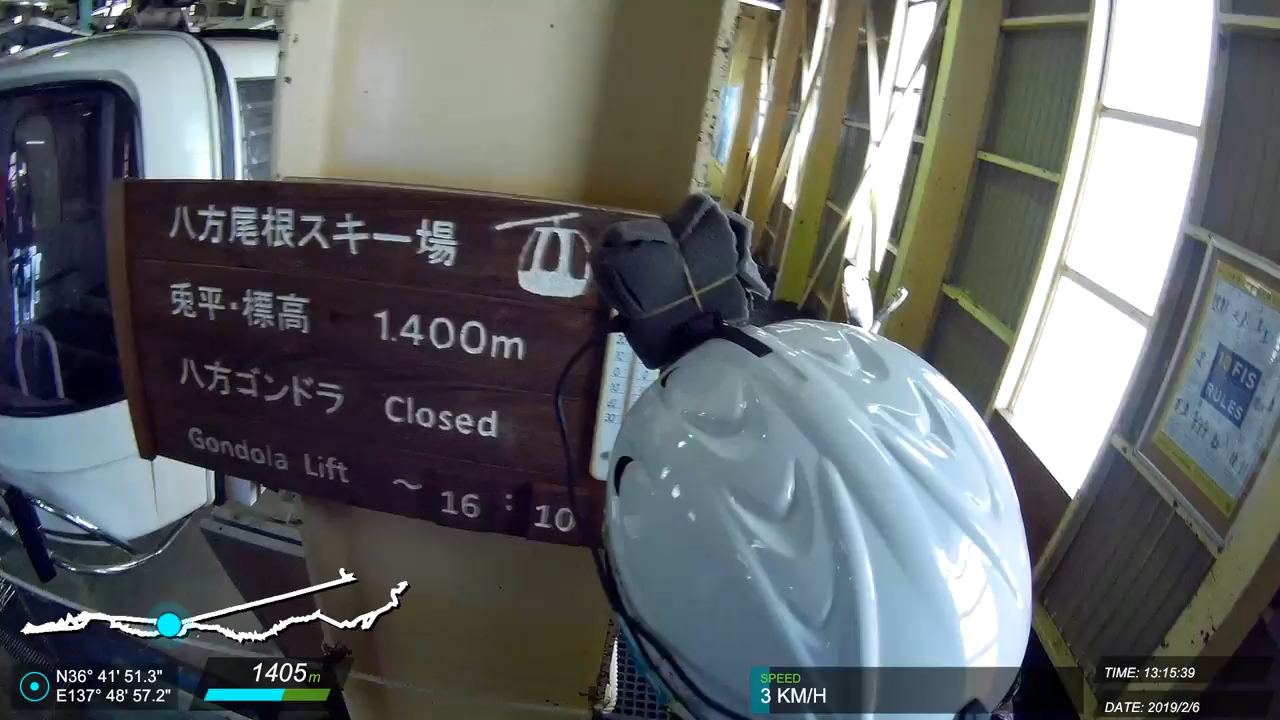 八方尾根スキー場
兎平・標高 1.400m
八方ゴンドラ Closed
Gondola Lift ～ 16 : 10
10 FIS
RULES
N36° 41' 51.3"
E137° 48' 57.2"
1405m
SPEED
3 KM/H
TIME: 13:15:39
DATE: 2019/2/6